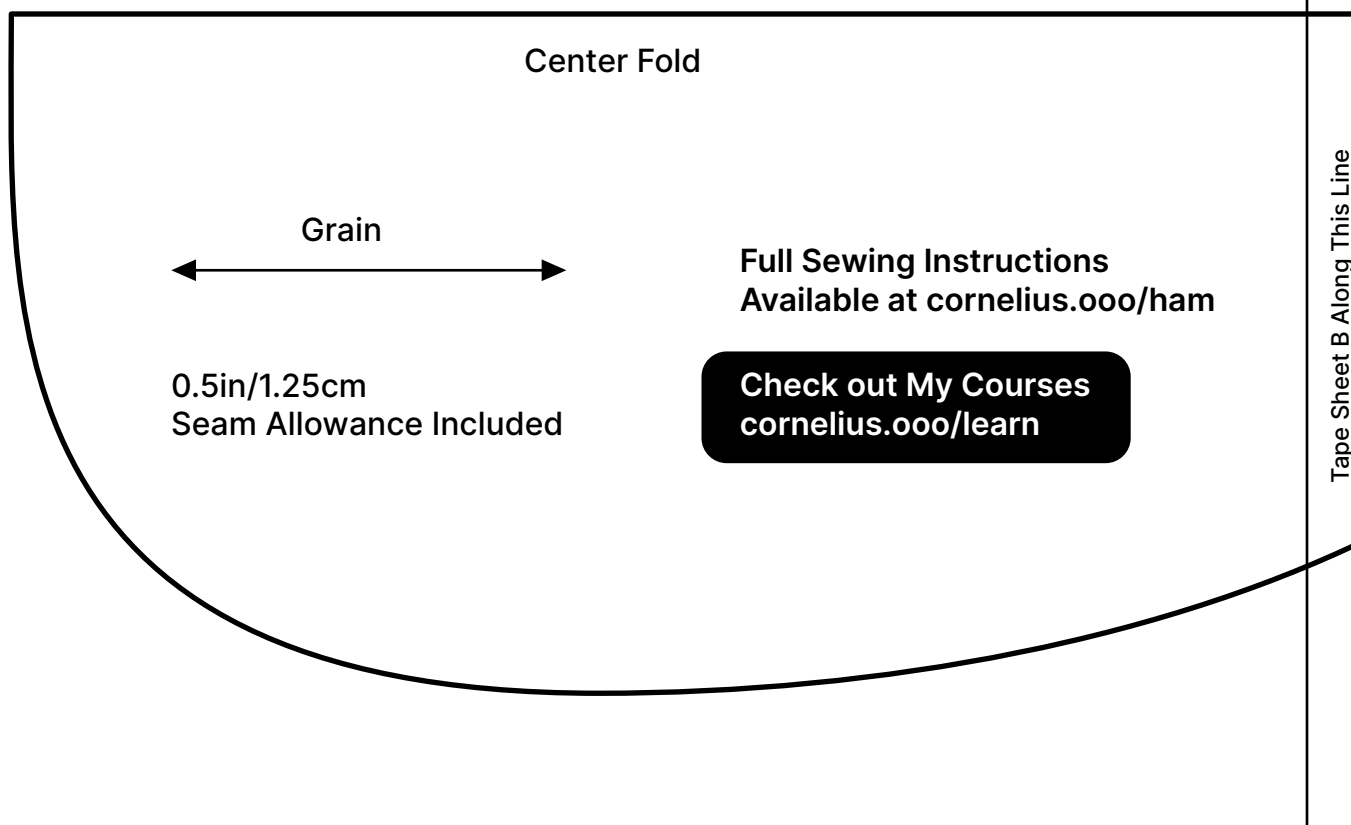 Center Fold
Grain
Full Sewing Instructions
Available at cornelius.ooo/ham
0.5in/1.25cm
Seam Allowance Included
Check out My Courses
cornelius.ooo/learn
Tape Sheet B Along This Line